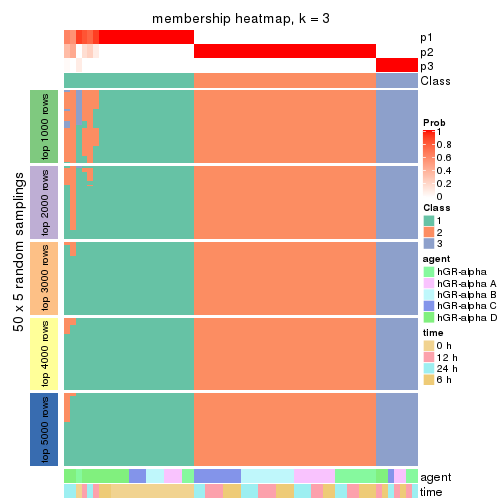 membership heatmap, k = 3
p1
p2
p3
Class
50 x 5 random samplings
top 1000 rows
top 2000 rows
top 3000 rows
top 4000 rows
top 5000 rows
agent
time
Prob
1
0.8
0.6
0.4
0.2
0
Class
1
2
3
agent
hGR-alpha
hGR-alpha A
hGR-alpha B
hGR-alpha C
hGR-alpha D
time
0 h
12 h
24 h
6 h